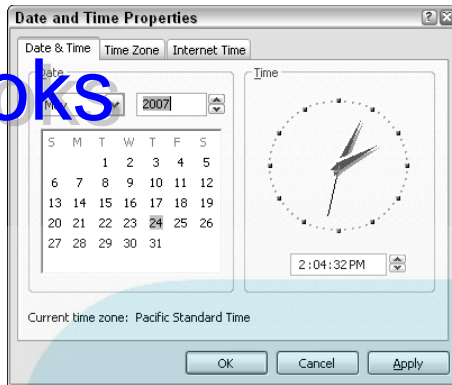 Date and Time Properties
Date & Time Time Zone Internet Time
Date
Time
oks
May 2007
S M T W T F S
1 2 3 4 5
6 7 8 9 10 11 12
13 14 15 16 17 18 19
20 21 22 23 24 25 26
27 28 29 30 31
2:04:32 PM
Current time zone: Pacific Standard Time
OK Cancel Apply